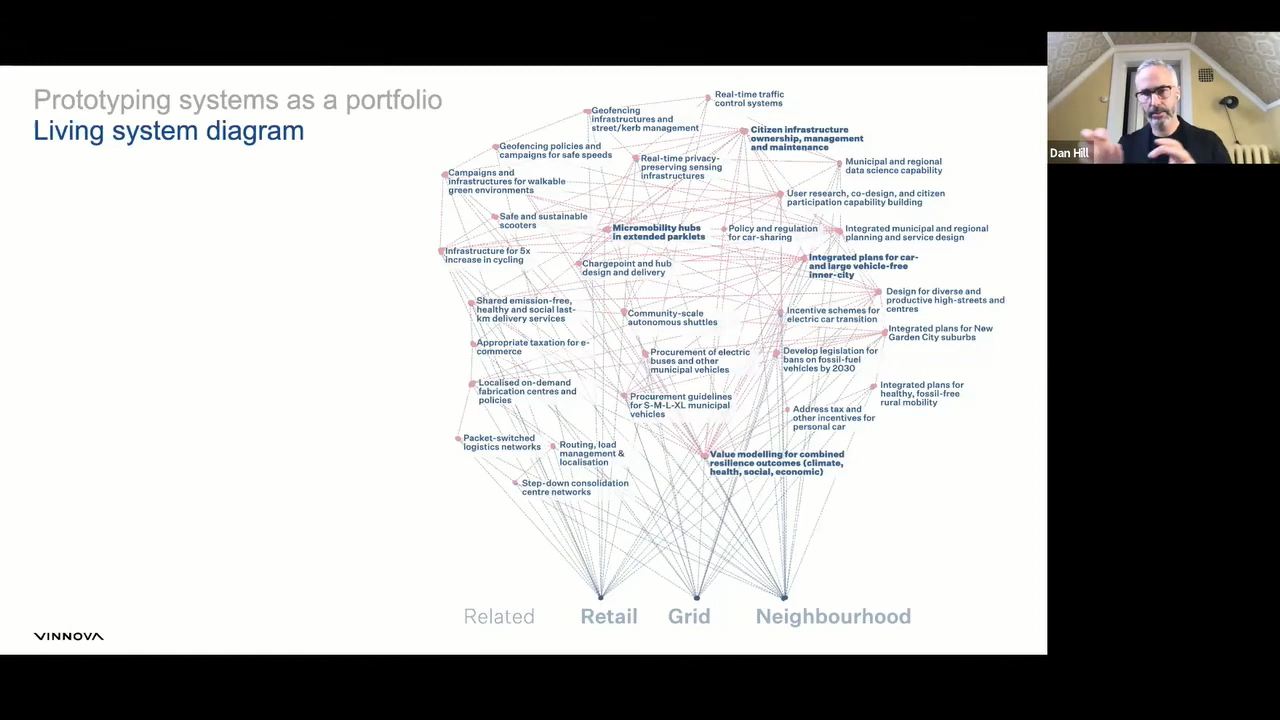 Prototyping systems as a portfolio
Living system diagram
Real-time traffic
control systems
Geofencing
infrastructures and
street/kerb management
Citizen infrastructure
ownership, management
and maintenance
Geofencing policies and
campaigns for safe speeds
Real-time privacy-
preserving sensing
infrastructures
Municipal and regional
data science capability
Campaigns and
infrastructures for walkable
green environments
User research, co-design, and citizen
participation capability building
Safe and sustainable
scooters
Micromobility hubs
in extended parklets
Policy and regulation
for car-sharing
Integrated municipal and regional
planning and service design
Infrastructure for 5x
increase in cycling
Chargepoint and hub
design and delivery
Integrated plans for car-
and large vehicle-free
inner-city
Design for diverse and
productive high-streets and
centres
Shared emission-free,
healthy and social last-
km delivery services
Community-scale
autonomous shuttles
Incentive schemes for
electric car transition
Integrated plans for New
Garden City suburbs
Appropriate taxation for e-
commerce
Procurement of electric
buses and other
municipal vehicles
Develop legislation for
bans on fossil-fuel
vehicles by 2030
Localised on-demand
fabrication centres and
policies
Procurement guidelines
for S-M-L-XL municipal
vehicles
Integrated plans for
healthy, fossil-free
rural mobility
Address tax and
other incentives for
personal car
Packet-switched
logistics networks
Routing, load
management &
localisation
Value modelling for combined
resilience outcomes (climate,
health, social, economic)
Step-down consolidation
centre networks
Related Retail Grid Neighbourhood
VINNOVA
Dan Hill